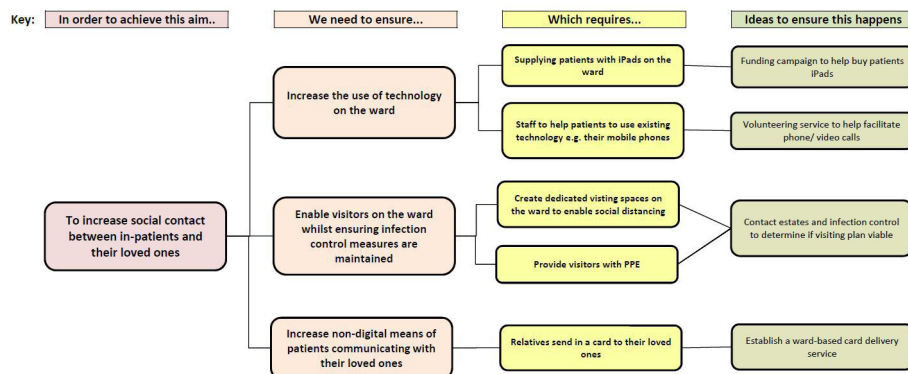 Key:
In order to achieve this aim..
We need to ensure...
Which requires...
Ideas to ensure this happens
Increase the use of technology
on the ward
Supplying patients with iPads on the
ward
Funding campaign to help buy patients
iPads
Staff to help patients to use existing
technology e.g. their mobile phones
Volunteering service to help facilitate
phone/ video calls
To increase social contact
between in-patients and
their loved ones
Enable visitors on the ward
whilst ensuring infection
control measures are
maintained
Create dedicated visting spaces on
the ward to enable social distancing
Provide visitors with PPE
Contact estates and infection control
to determine if visiting plan viable
Increase non-digital means of
patients communicating with
their loved ones
Relatives send in a card to their loved
ones
Establish a ward-based card delivery
service